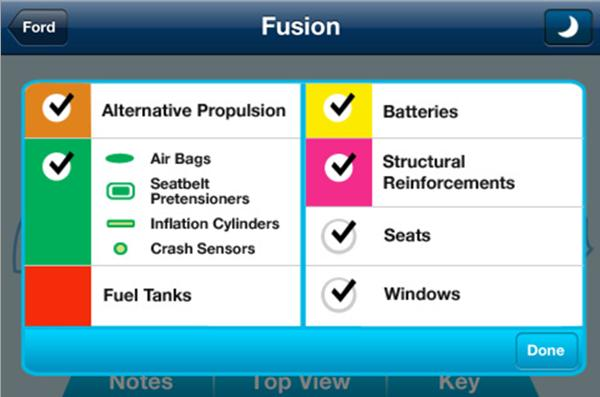 Ford
Fusion
Alternative Propulsion
Air Bags
Seatbelt
Pretensioners
Inflation Cylinders
Crash Sensors
Fuel Tanks
Batteries
Structural
Reinforcements
Seats
Windows
Done
Notes
Top View
Key